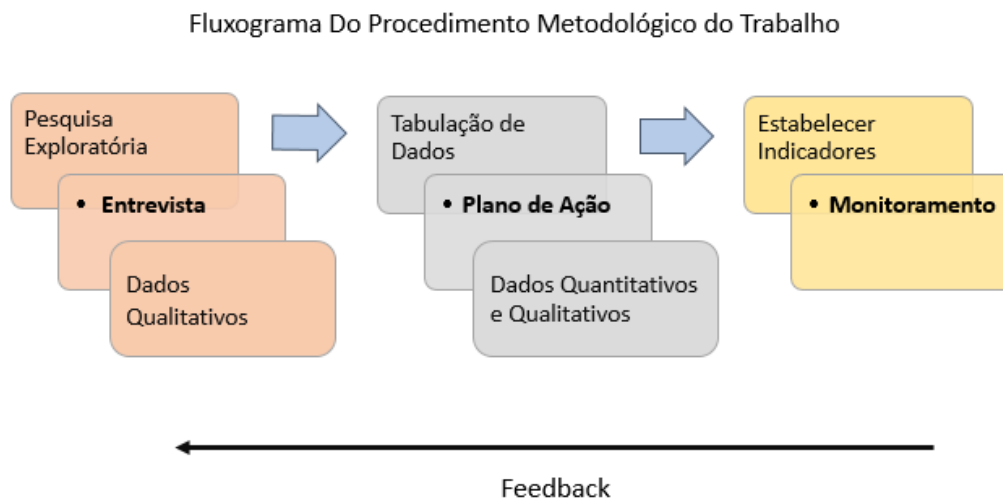 Fluxograma Do Procedimento Metodológico do Trabalho
Pesquisa
Exploratória
• Entrevista
Dados
Qualitativos
Tabulação de
Dados
• Plano de Ação
Dados Quantitativos
e Qualitativos
Estabelecer
Indicadores
• Monitoramento
Feedback